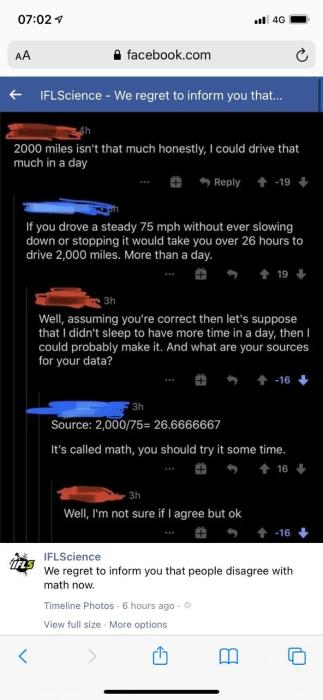 07:02
4G
AA
facebook.com
IFLScience - We regret to inform you that...
4h
2000 miles isn't that much honestly, I could drive that
much in a day
Reply
-19
If you drove a steady 75 mph without ever slowing
down or stopping it would take you over 26 hours to
drive 2,000 miles. More than a day.
19
3h
Well, assuming you're correct then let's suppose
that I didn't sleep to have more time in a day, then I
could probably make it. And what are your sources
for your data?
-16
3h
Source: 2,000/75= 26.6666667
It's called math, you should try it some time.
16
3h
Well, I'm not sure if I agree but ok
-16
IFLS
IFLScience
We regret to inform you that people disagree with
math now.
Timeline Photos · 6 hours ago ·
View full size · More options